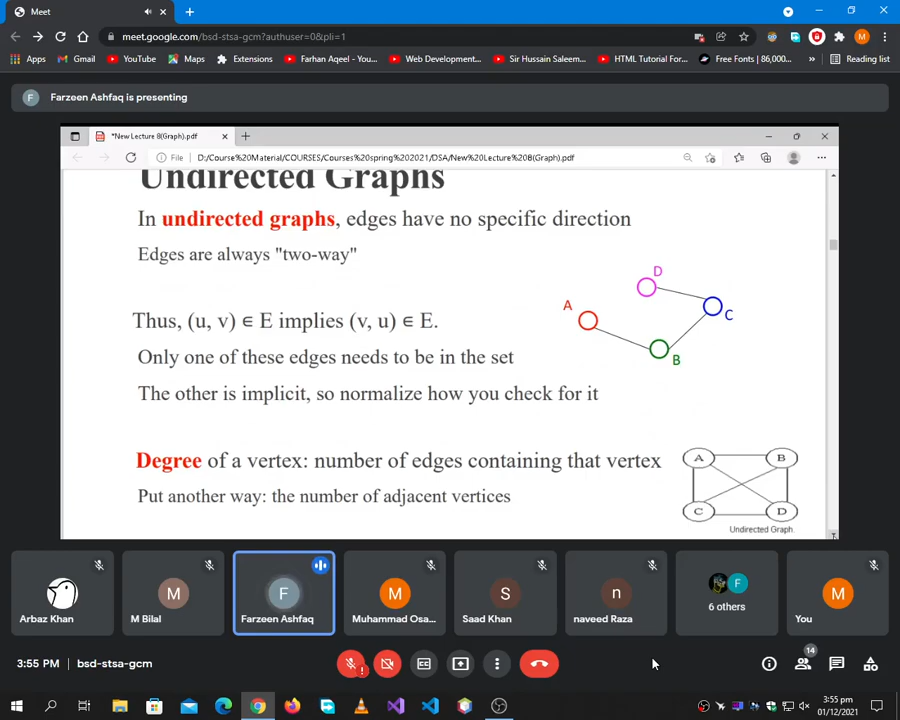 Meet
meet.google.com/bsd-stsa-gcm?authuser=0&pli=1
M
Apps
Gmail
YouTube
Maps
Extensions
Farhan Aqeel - You...
Web Development...
Sir Hussain Saleem...
HTML Tutorial For...
Free Fonts | 86,000...
»
Reading list
F
Farzeen Ashfaq is presenting
*New Lecture 8(Graph).pdf
File
D:/Course%20Material/COURSES/Courses%20spring%202021/DSA/New%20Lecture%208(Graph).pdf
Undirected Graphs
In undirected graphs, edges have no specific direction
Edges are always "two-way"
D
A
C
B
Thus, (u, v) ∈ E implies (v, u) ∈ E.
Only one of these edges needs to be in the set
The other is implicit, so normalize how you check for it
Degree of a vertex: number of edges containing that vertex
Put another way: the number of adjacent vertices
A
B
C
D
Undirected Graph
Arbaz Khan
M
M Bilal
F
Farzeen Ashfaq
M
Muhammad Osa...
S
Saad Khan
n
naveed Raza
F
6 others
M
You
3:55 PM
bsd-stsa-gcm
14
3:55 pm
01/12/2021